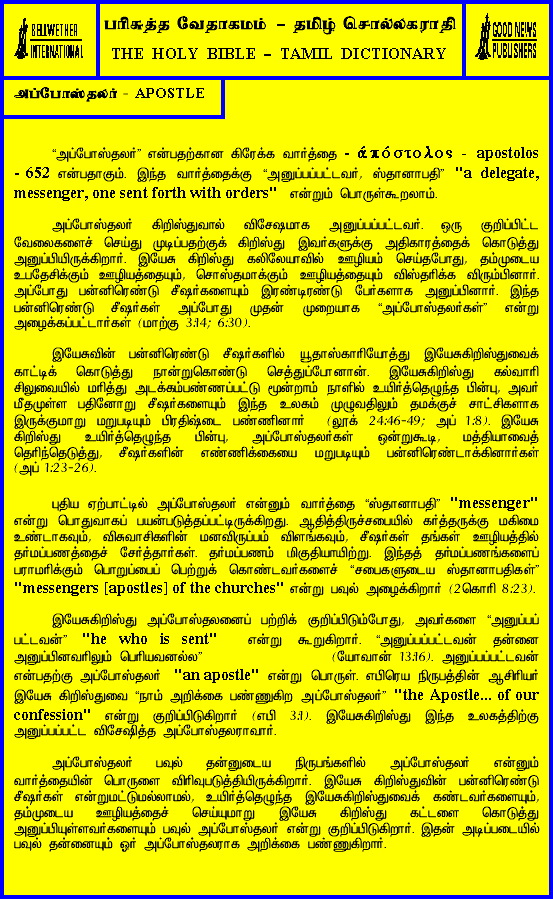 BELLWETHER
INTERNATIONAL
பரிசுத்த வேதாகமம் – தமிழ் சொல்லகராதி
THE HOLY BIBLE – TAMIL DICTIONARY
GOOD NEWS
PUBLISHERS
அப்போஸ்தலர் - APOSTLE
“அப்போஸ்தலர்” என்பதற்கான கிரேக்க வார்த்தை - ἀπόστολος - apostolos
- 652 என்பதாகும். இந்த வார்த்தைக்கு “அனுப்பப்பட்டவர், ஸ்தானாபதி” "a delegate,
messenger, one sent forth with orders" என்றும் பொருள்கூறலாம்.
அப்போஸ்தலர் கிறிஸ்துவால் விசேஷமாக அனுப்பப்பட்டவர். ஒரு குறிப்பிட்ட
வேலைகளைச் செய்து முடிப்பதற்குக் கிறிஸ்து இவர்களுக்கு அதிகாரத்தைக் கொடுத்து
அனுப்பியிருக்கிறார். இயேசு கிறிஸ்து கலிலேயாவில் ஊழியம் செய்தபோது, தம்முடைய
உபதேசிக்கும் ஊழியத்தையும், சொஸ்தமாக்கும் ஊழியத்தையும் விஸ்தரிக்க விரும்பினார்.
அப்போது பன்னிரெண்டு சீஷர்களையும் இரண்டிரண்டு பேர்களாக அனுப்பினார். இந்த
பன்னிரெண்டு சீஷர்கள் அப்போது முதன் முறையாக “அப்போஸ்தலர்கள்” என்று
அழைக்கப்பட்டார்கள் (மாற்கு 3:14; 6:30).
இயேசுவின் பன்னிரெண்டு சீஷர்களில் யூதாஸ்காரியோத்து இயேசுகிறிஸ்துவைக்
காட்டிக் கொடுத்து நான்றுகொண்டு செத்துப்போனான். இயேசுகிறிஸ்து கல்வாரி
சிலுவையில் மரித்து அடக்கம்பண்ணப்பட்டு மூன்றாம் நாளில் உயிர்த்தெழுந்த பின்பு, அவர்
மீதமுள்ள பதினோறு சீஷர்களையும் இந்த உலகம் முழுவதிலும் தமக்குச் சாட்சிகளாக
இருக்குமாறு மறுபடியும் பிரதிஷ்டை பண்ணினார் (லூக் 24:46-49; அப் 1:8). இயேசு
கிறிஸ்து உயிர்த்தெழுந்த பின்பு, அப்போஸ்தலர்கள் ஒன்றுகூடி, மத்தியாவைத்
தெரிந்தெடுத்து, சீஷர்களின் எண்ணிக்கையை மறுபடியும் பன்னிரெண்டாக்கினார்கள்
(அப் 1:23-26).
புதிய ஏற்பாட்டில் அப்போஸ்தலர் என்னும் வார்த்தை “ஸ்தானாபதி” "messenger"
என்று பொதுவாகப் பயன்படுத்தப்பட்டிருக்கிறது. ஆதித்திருச்சபையில் கர்த்தருக்கு மகிமை
உண்டாகவும், விசுவாசிகளின் மனவிருப்பம் விளங்கவும், சீஷர்கள் தங்கள் ஊழியத்தில்
தர்மப்பணத்தைச் சேர்த்தார்கள். தர்மப்பணம் மிகுதியாயிற்று. இந்தத் தர்மப்பணங்களைப்
பராமரிக்கும் பொறுப்பைப் பெற்றுக் கொண்டவர்களைச் “சபைகளுடைய ஸ்தானாபதிகள்”
"messengers [apostles] of the churches" என்று பவுல் அழைக்கிறார் (2கொரி 8:23).
இயேசுகிறிஸ்து அப்போஸ்தலனைப் பற்றிக் குறிப்பிடும்போது, அவர்களை “அனுப்பப்
பட்டவன்” "he who is sent" என்று கூறுகிறார். “அனுப்பப்பட்டவன் தன்னை
அனுப்பினவரிலும் பெரியவனல்ல” (யோவான் 13:16). அனுப்பப்பட்டவன்
என்பதற்கு அப்போஸ்தலர் "an apostle" என்று பொருள். எபிரெய நிருபத்தின் ஆசிரியர்
இயேசு கிறிஸ்துவை “நாம் அறிக்கை பண்ணுகிற அப்போஸ்தலர்” "the Apostle... of our
confession" என்று குறிப்பிடுகிறார் (எபி 3:1). இயேசுகிறிஸ்து இந்த உலகத்திற்கு
அனுப்பப்பட்ட விசேஷித்த அப்போஸ்தலராவார்.
அப்போஸ்தலர் பவுல் தன்னுடைய நிருபங்களில் அப்போஸ்தலர் என்னும்
வார்த்தையின் பொருளை விரிவுபடுத்தியிருக்கிறார். இயேசு கிறிஸ்துவின் பன்னிரெண்டு
சீஷர்கள் என்றுமட்டுமல்லாமல், உயிர்த்தெழுந்த இயேசுகிறிஸ்துவைக் கண்டவர்களையும்,
தம்முடைய ஊழியத்தைச் செய்யுமாறு இயேசு கிறிஸ்து கட்டளை கொடுத்து
அனுப்பியுள்ளவர்களையும் பவுல் அப்போஸ்தலர் என்று குறிப்பிடுகிறார். இதன் அடிப்படையில்
பவுல் தன்னையும் ஓர் அப்போஸ்தலராக அறிக்கை பண்ணுகிறார்.